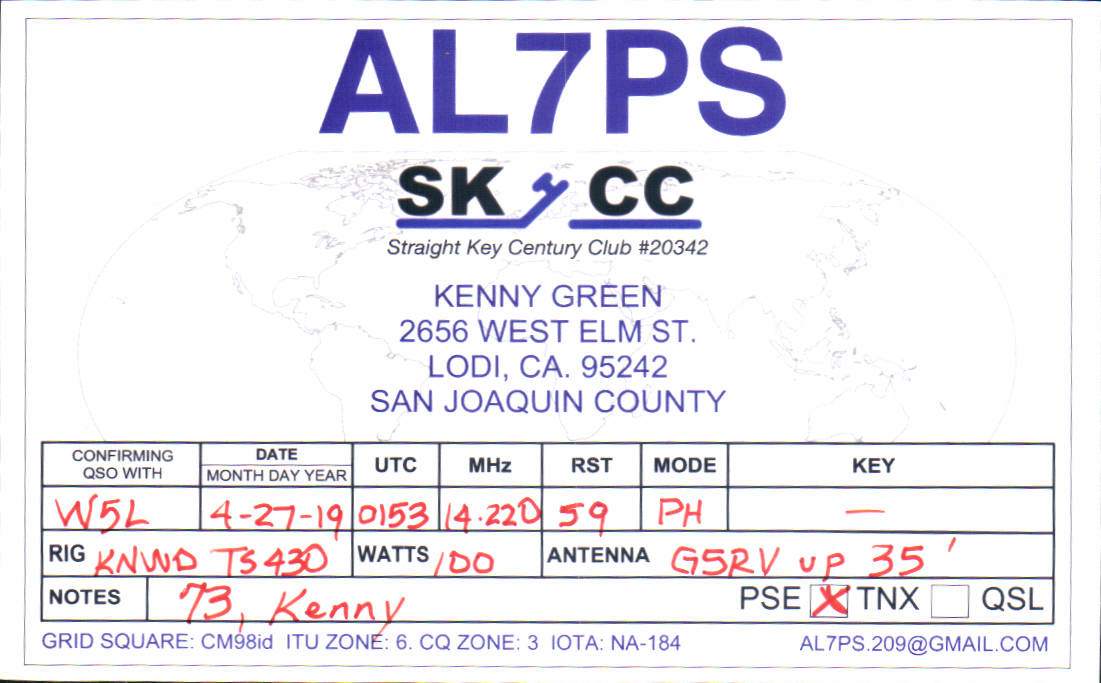 AL7PS
SK CC
Straight Key Century Club #20342
KENNY GREEN
2656 WEST ELM ST.
LODI, CA. 95242
SAN JOAQUIN COUNTY
CONFIRMING QSO WITH DATE MONTH DAY YEAR UTC MHz RST MODE KEY
W5L 4-27-19 0153 14.220 59 PH —
RIG KNWD TS430 WATTS 100 ANTENNA G5RV up 35'
NOTES 73, Kenny PSE X TNX QSL
GRID SQUARE: CM98id ITU ZONE: 6. CQ ZONE: 3 IOTA: NA-184 AL7PS.209@GMAIL.COM